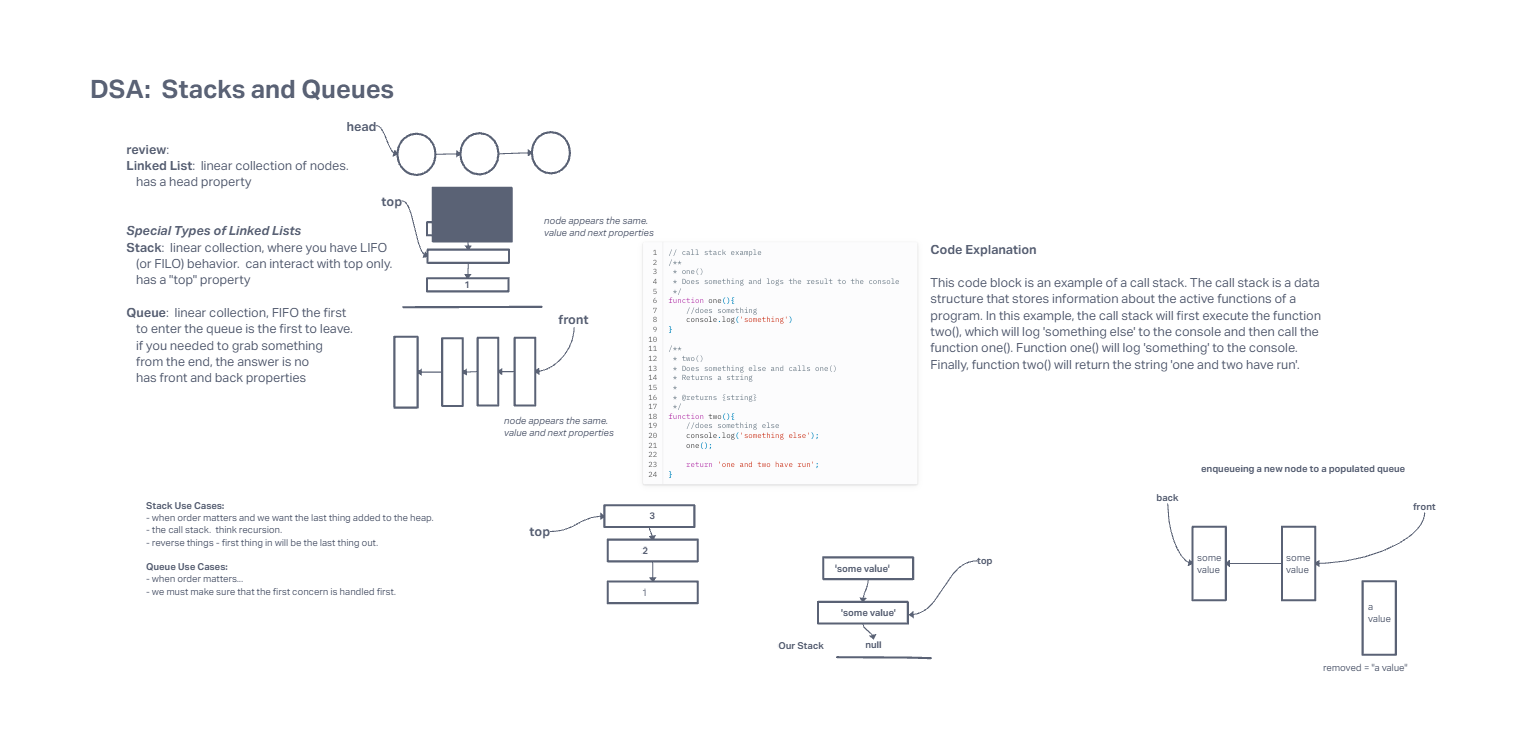 DSA:  Stacks and Queues
head
review:
Linked List:  linear collection of nodes.
has a head property
top
node appears the same.
value and next properties
Special Types of Linked Lists
Stack:  linear collection, where you have LIFO
(or FILO) behavior.  can interact with top only.
has a "top" property
1
Queue:  linear collection, FIFO the first
to enter the queue is the first to leave.
if you needed to grab something
from the end, the answer is no
has front and back properties
front
node appears the same.
value and next properties
1 // call stack example
2 /**
3 * one()
4 * Does something and logs the result to the console
5 */
6 function one(){
7 //does something
8 console.log('something')
9 }
10
11 /**
12 * two()
13 * Does something else and calls one()
14 * Returns a string
15 *
16 * @returns {string}
17 */
18 function two(){
19 //does something else
20 console.log('something else');
21 one();
22
23 return 'one and two have run';
24 }
Code Explanation
This code block is an example of a call stack. The call stack is a data
structure that stores information about the active functions of a
program. In this example, the call stack will first execute the function
two(), which will log 'something else' to the console and then call the
function one(). Function one() will log 'something' to the console.
Finally, function two() will return the string 'one and two have run'.
Stack Use Cases:
- when order matters and we want the last thing added to the heap.
- the call stack.  think recursion.
- reverse things - first thing in will be the last thing out.
Queue Use Cases:
- when order matters...
- we must make sure that the first concern is handled first.
top
3
2
1
'some value'
top
'some value'
Our Stack
null
enqueueing a new node to a populated queue
back
front
some
value
some
value
a
value
removed = "a value"